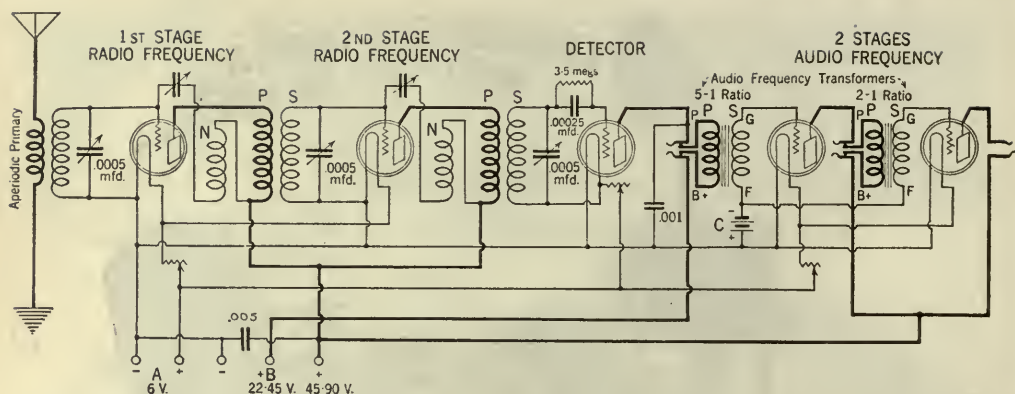 1ST STAGE
RADIO FREQUENCY
2ND STAGE
RADIO FREQUENCY
DETECTOR
2 STAGES
AUDIO FREQUENCY
3-5 megs
Audio Frequency Transformers
5-1 Ratio
2-1 Ratio
Aperiodic Primary
.0005
mfd.
N
P
S
.0005
mfd.
N
P
S
.00025
mfd.
.0005
mfd.
.001
P
P
S
G
B+
F
C
-
+
P
P
S
G
B+
F
.005
- A + - +B +
6 V. 22-45 V. 45-90 V.